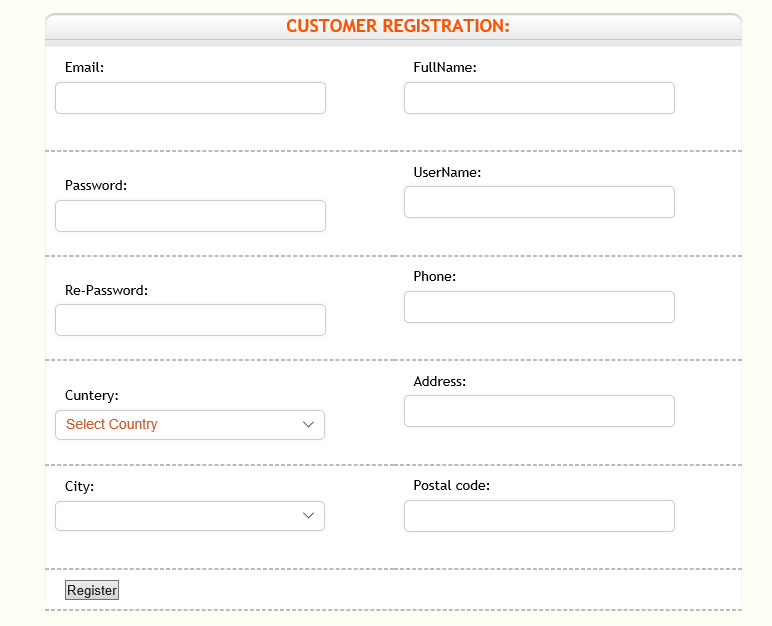 CUSTOMER REGISTRATION:
Email:
FullName:
Password:
UserName:
Re-Password:
Phone:
Cuntery:
Select Country
Address:
City:
Postal code:
Register